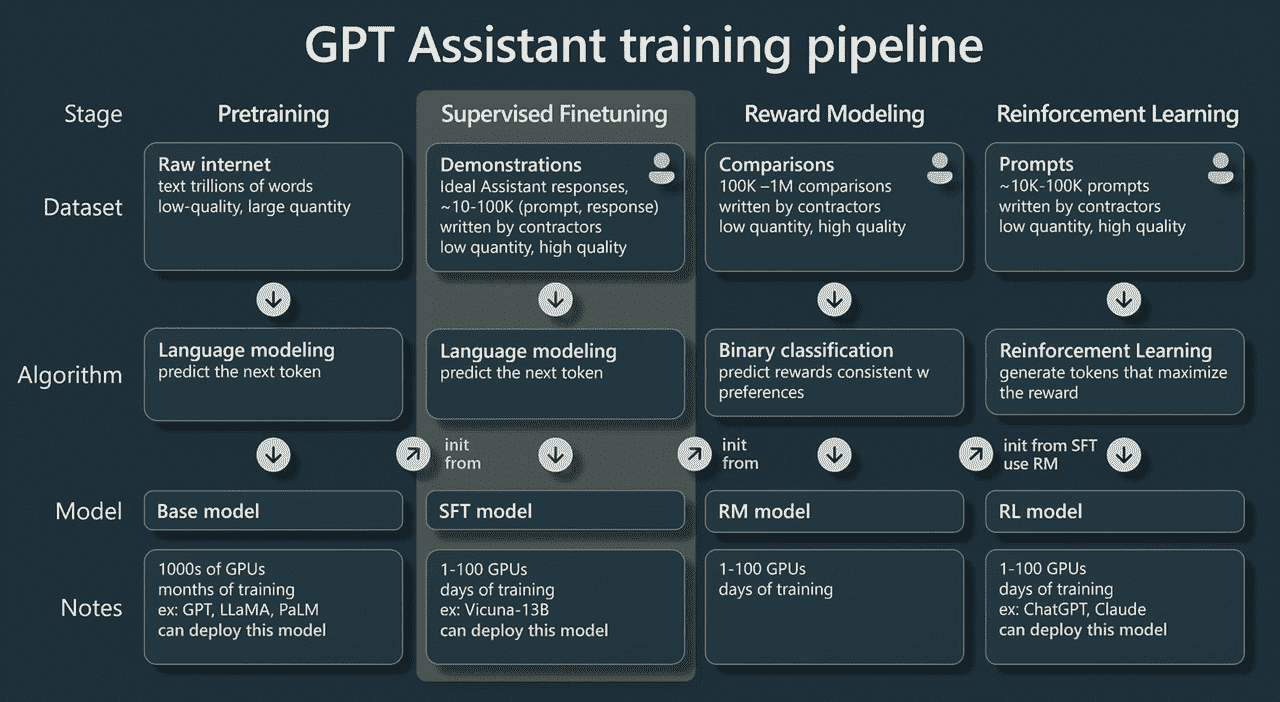 GPT Assistant training pipeline
Stage
Pretraining
Supervised Finetuning
Reward Modeling
Reinforcement Learning
Dataset
Raw internet
text trillions of words
low-quality, large quantity
Demonstrations
Ideal Assistant responses,
~10-100K (prompt, response)
written by contractors
low quantity, high quality
Comparisons
100K –1M comparisons
written by contractors
low quantity, high quality
Prompts
~10K-100K prompts
written by contractors
low quantity, high quality
Algorithm
Language modeling
predict the next token
Language modeling
predict the next token
Binary classification
predict rewards consistent w
preferences
Reinforcement Learning
generate tokens that maximize
the reward
init
from
init
from
init from SFT
use RM
Model
Base model
SFT model
RM model
RL model
Notes
1000s of GPUs
months of training
ex: GPT, LLaMA, PaLM
can deploy this model
1-100 GPUs
days of training
ex: Vicuna-13B
can deploy this model
1-100 GPUs
days of training
1-100 GPUs
days of training
ex: ChatGPT, Claude
can deploy this model